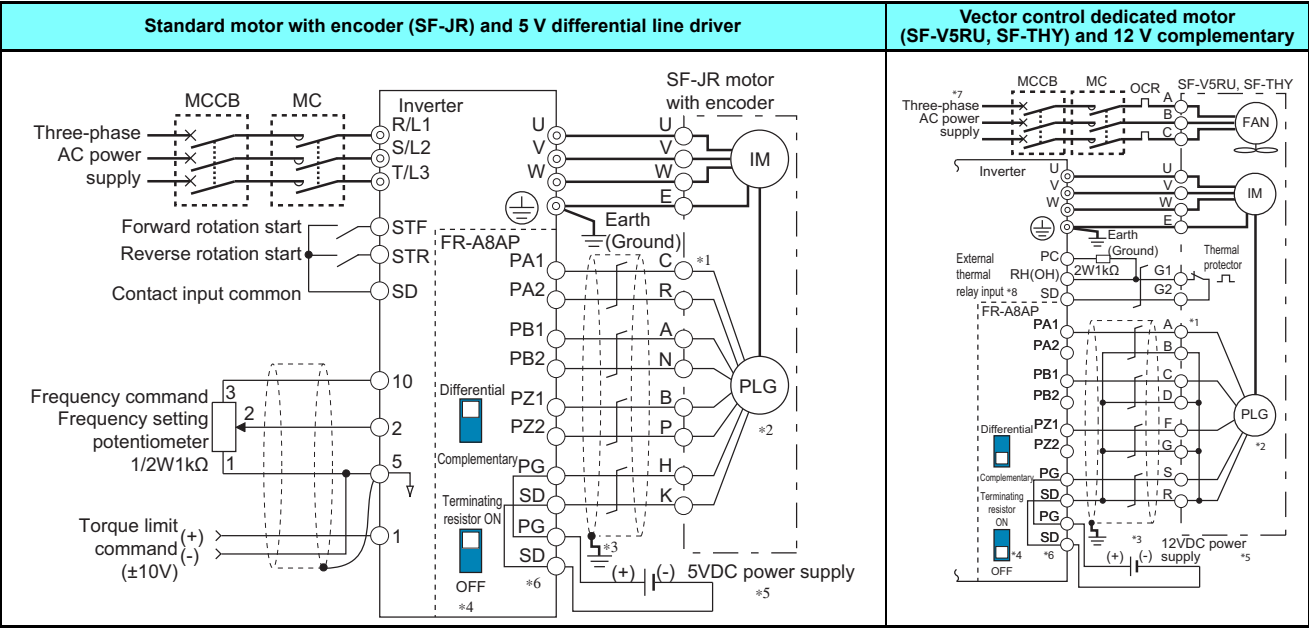 Standard motor with encoder (SF-JR) and 5 V differential line driver
MCCB
MC
Three-phase
AC power
supply
Inverter
R/L1
S/L2
T/L3
U
V
W
U
V
W
E
SF-JR motor
with encoder
IM
Earth
(Ground)
Forward rotation start
Reverse rotation start
Contact input common
STF
STR
SD
FR-A8AP
PA1
PA2
PB1
PB2
PZ1
PZ2
PG
SD
PG
SD
C
R
A
N
B
P
H
K
*1
PLG
*2
Differential
Complementary
Terminating
resistor ON
OFF
*4
*6
*3
(+)
(-)
5VDC power supply
*5
Frequency command
Frequency setting
potentiometer
1/2W1kΩ
3
2
1
10
2
5
1
Torque limit
command
(±10V)
(+)
(-)
Vector control dedicated motor
(SF-V5RU, SF-THY) and 12 V complementary
MCCB
MC
OCR
SF-V5RU, SF-THY
*7
Three-phase
AC power
supply
A
B
C
FAN
Inverter
U
V
W
U
V
W
E
IM
Earth
(Ground)
External
thermal
relay input *8
PC
RH(OH)
SD
2W1kΩ
G1
G2
Thermal
protector
FR-A8AP
PA1
PA2
PB1
PB2
PZ1
PZ2
PG
SD
PG
SD
A
B
C
D
F
G
S
R
*1
PLG
*2
Differential
Complementary
Terminating
resistor
ON
OFF
*4
*6
*3
(+)
(-)
12VDC power
supply
*5